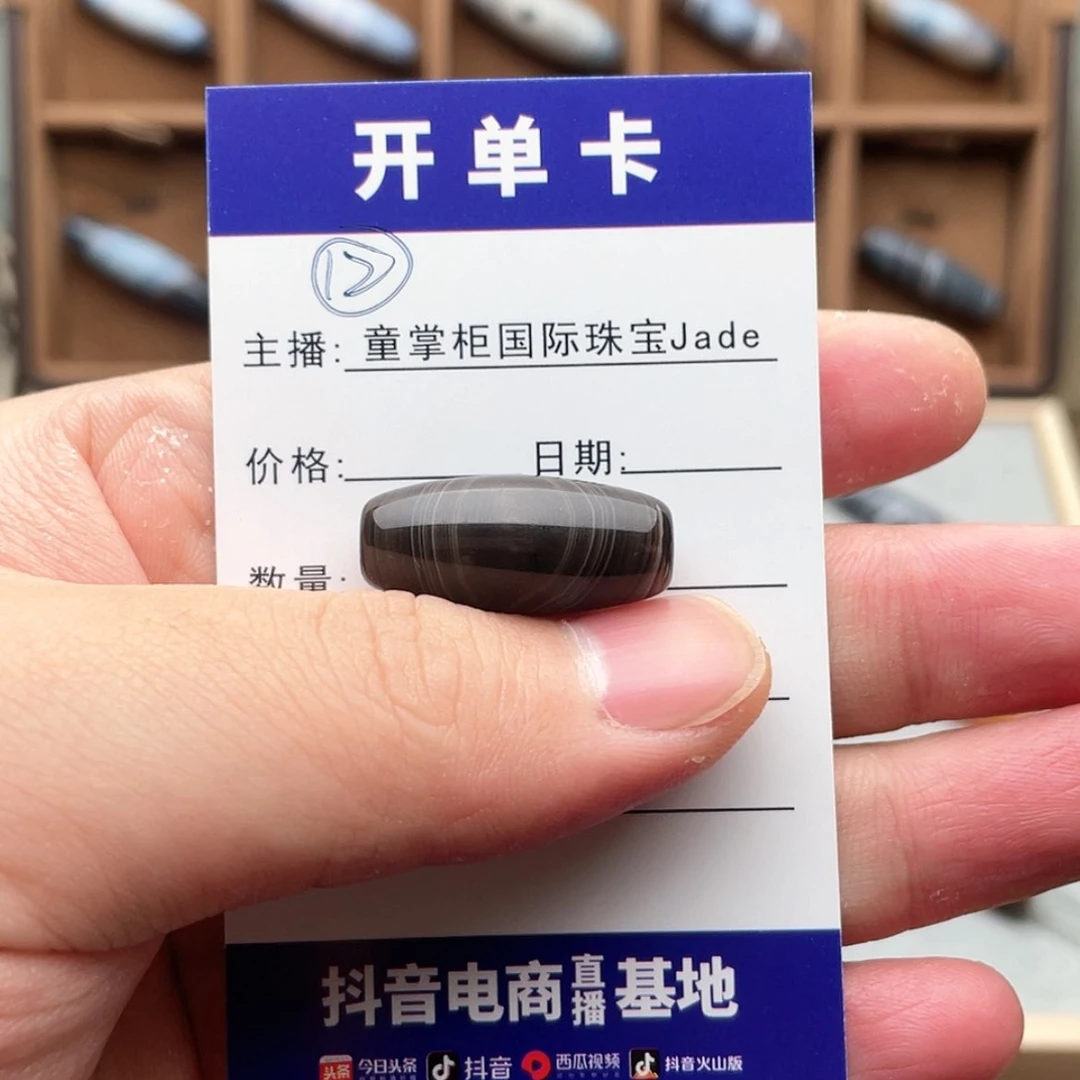 开单卡
主播: 童掌柜国际珠宝Jade
价格: 日期:
数量:
抖音电商直播基地
头条 今日头条 抖音 西瓜视频 抖音火山版